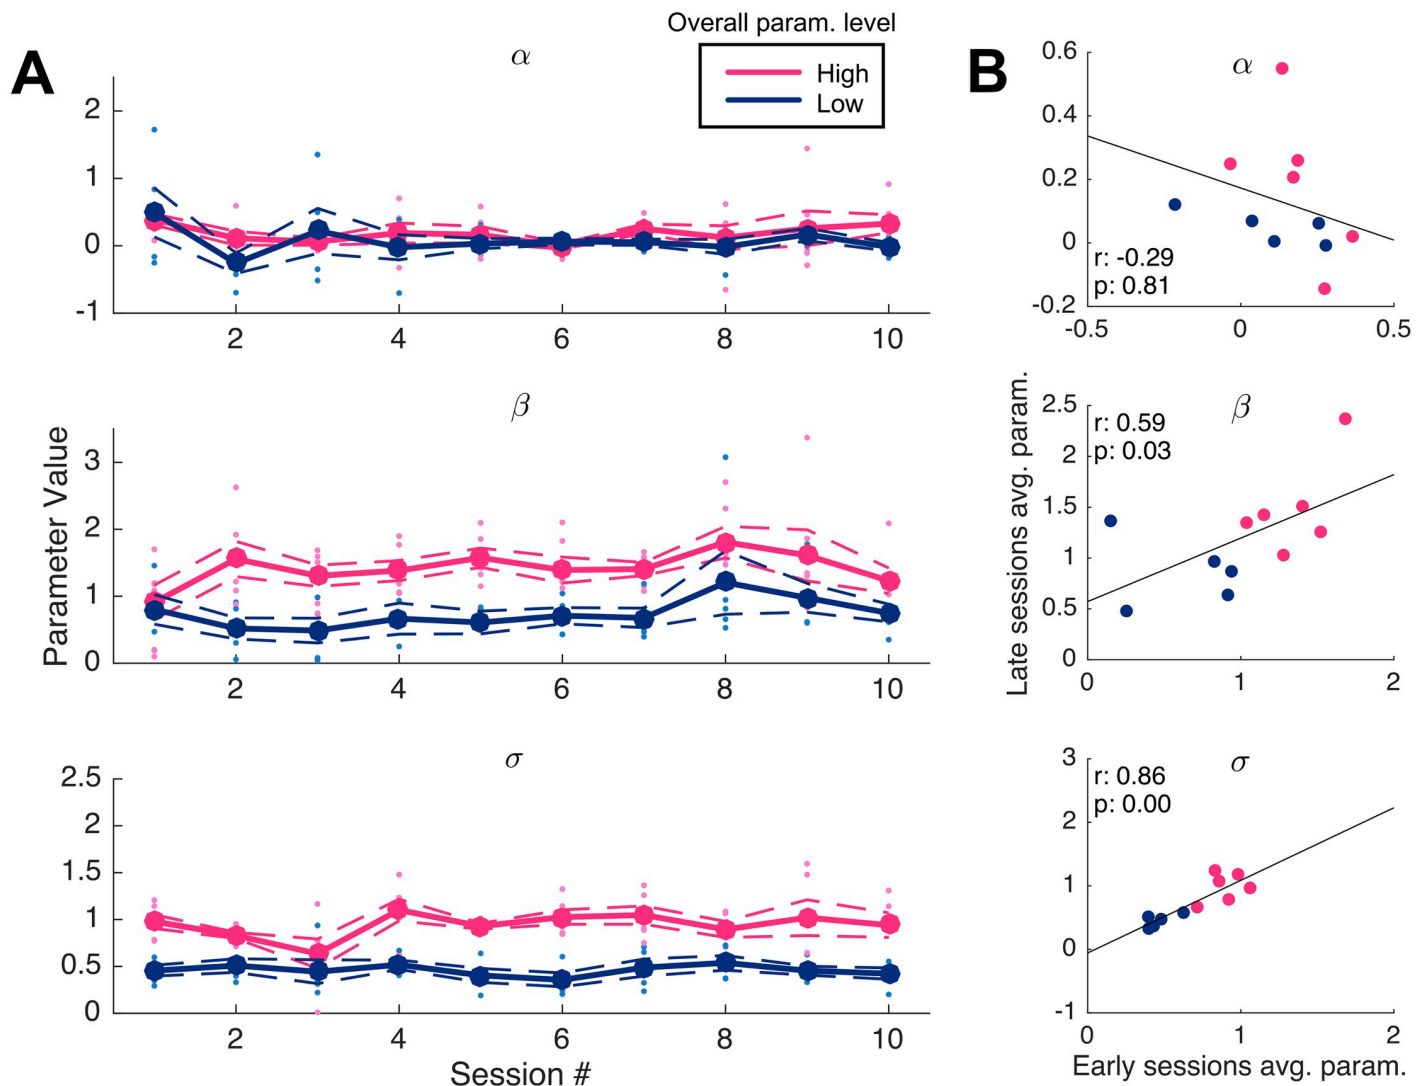 Overall param. level
High
Low
A
α
2
1
0
-1
2
4
6
8
10
β
Parameter Value
3
2
1
0
2
4
6
8
10
σ
2.5
2
1.5
1
0.5
0
2
4
6
8
10
Session #
B
α
0.6
0.4
0.2
0
-0.2
r: -0.29
p: 0.81
-0.5
0
0.5
β
Late sessions avg. param.
2.5
2
1.5
1
0.5
0
r: 0.59
p: 0.03
0
1
2
σ
3
2
1
0
-1
r: 0.86
p: 0.00
0
1
2
Early sessions avg. param.